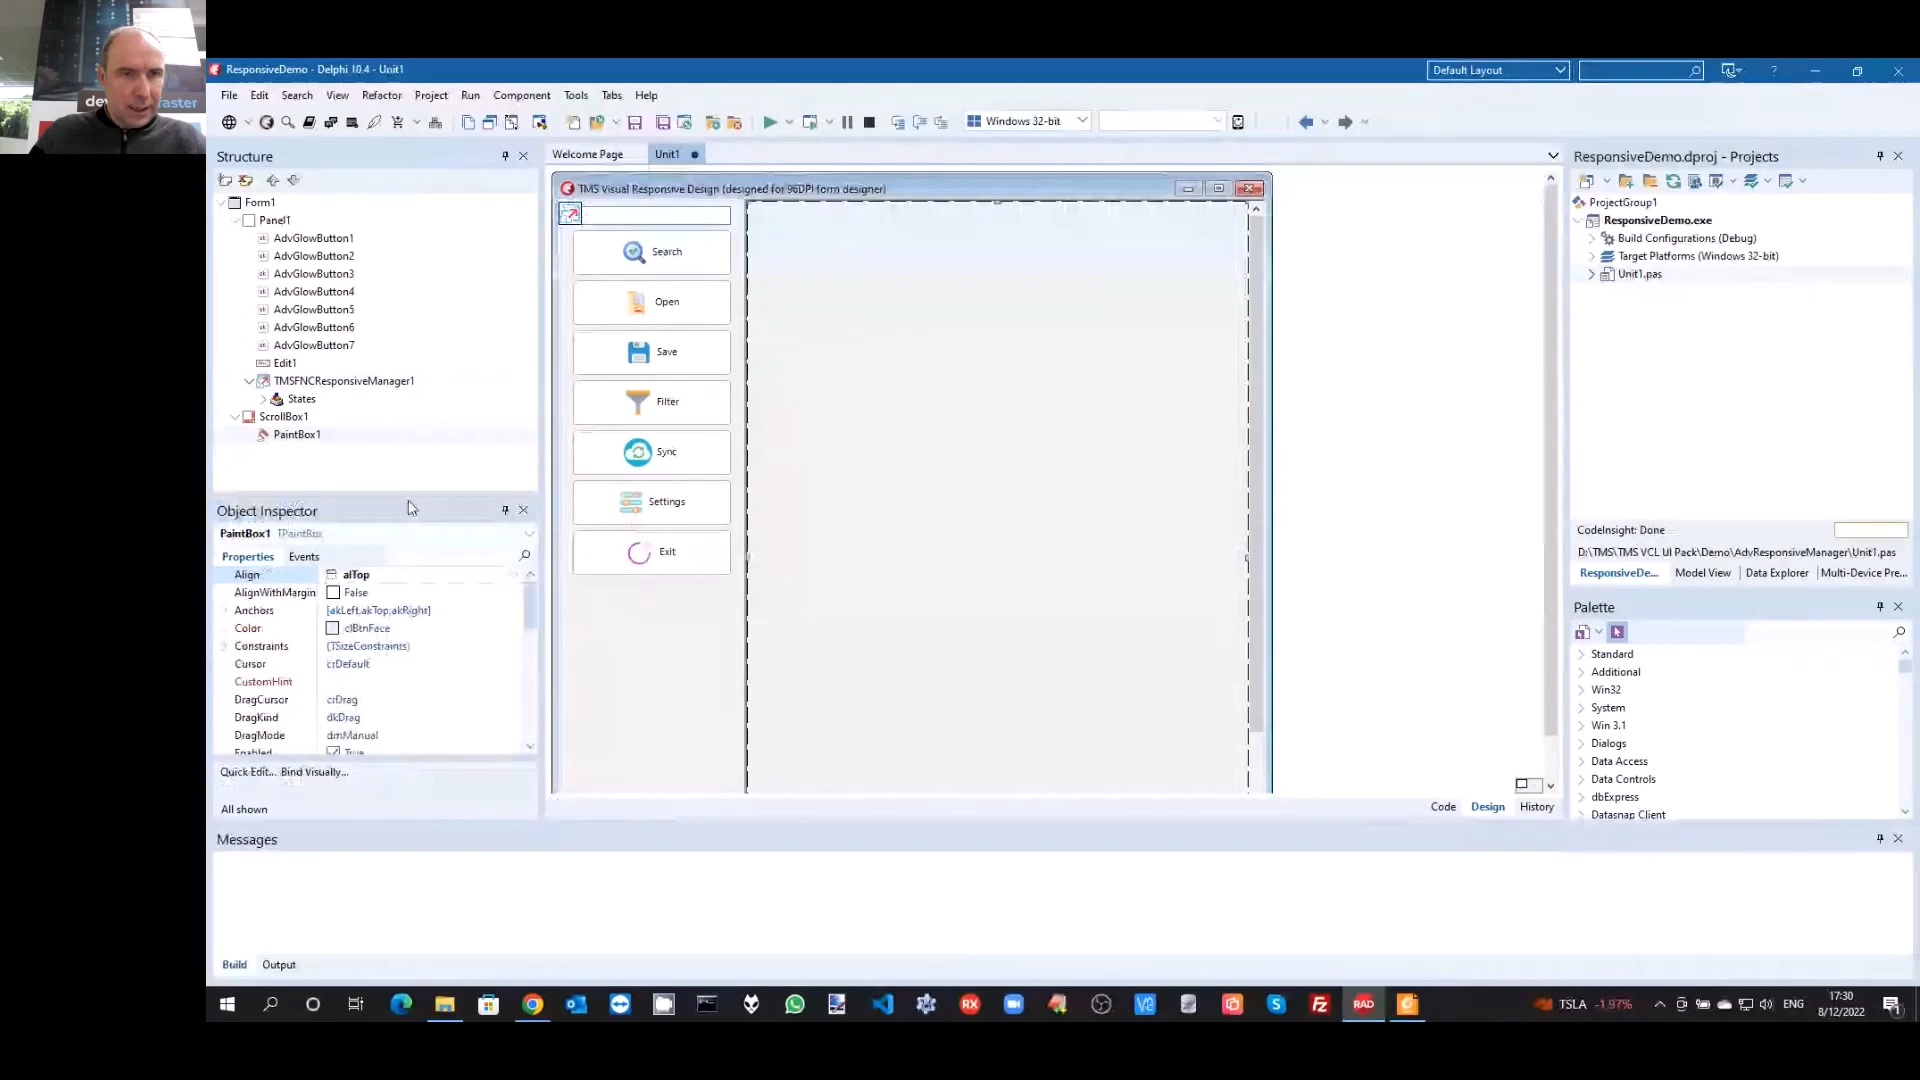 de
faster
ResponsiveDemo - Delphi 10.4 - Unit1
Default Layout
File Edit Search View Refactor Project Run Component Tools Tabs Help
Windows 32-bit
Structure
Form1
Panel1
AdvGlowButton1
AdvGlowButton2
AdvGlowButton3
AdvGlowButton4
AdvGlowButton5
AdvGlowButton6
AdvGlowButton7
Edit1
TMSFNCResponsiveManager1
States
ScrollBox1
PaintBox1
Object Inspector
PaintBox1 TPaintBox
Properties Events
Align alTop
AlignWithMargin False
Anchors [akLeft,akTop,akRight]
Color clBtnFace
Constraints (TSizeConstraints)
Cursor crDefault
CustomHint
DragCursor crDrag
DragKind dkDrag
DragMode dmManual
Enabled True
Quick Edit... Bind Visually...
All shown
Welcome Page Unit1
TMS Visual Responsive Design (designed for 96DPI form designer)
Search
Open
Save
Filter
Sync
Settings
Exit
Code Design History
ResponsiveDemo.dproj - Projects
ProjectGroup1
ResponsiveDemo.exe
Build Configurations (Debug)
Target Platforms (Windows 32-bit)
Unit1.pas
CodeInsight: Done
D:\TMS\TMS VCL UI Pack\Demo\AdvResponsiveManager\Unit1.pas
ResponsiveDe... Model View Data Explorer Multi-Device Pre...
Palette
Standard
Additional
Win32
System
Win 3.1
Dialogs
Data Access
Data Controls
dbExpress
Datasnap Client
Messages
Build Output
RX
RAD
TSLA -1.97%
ENG
17:30
8/12/2022